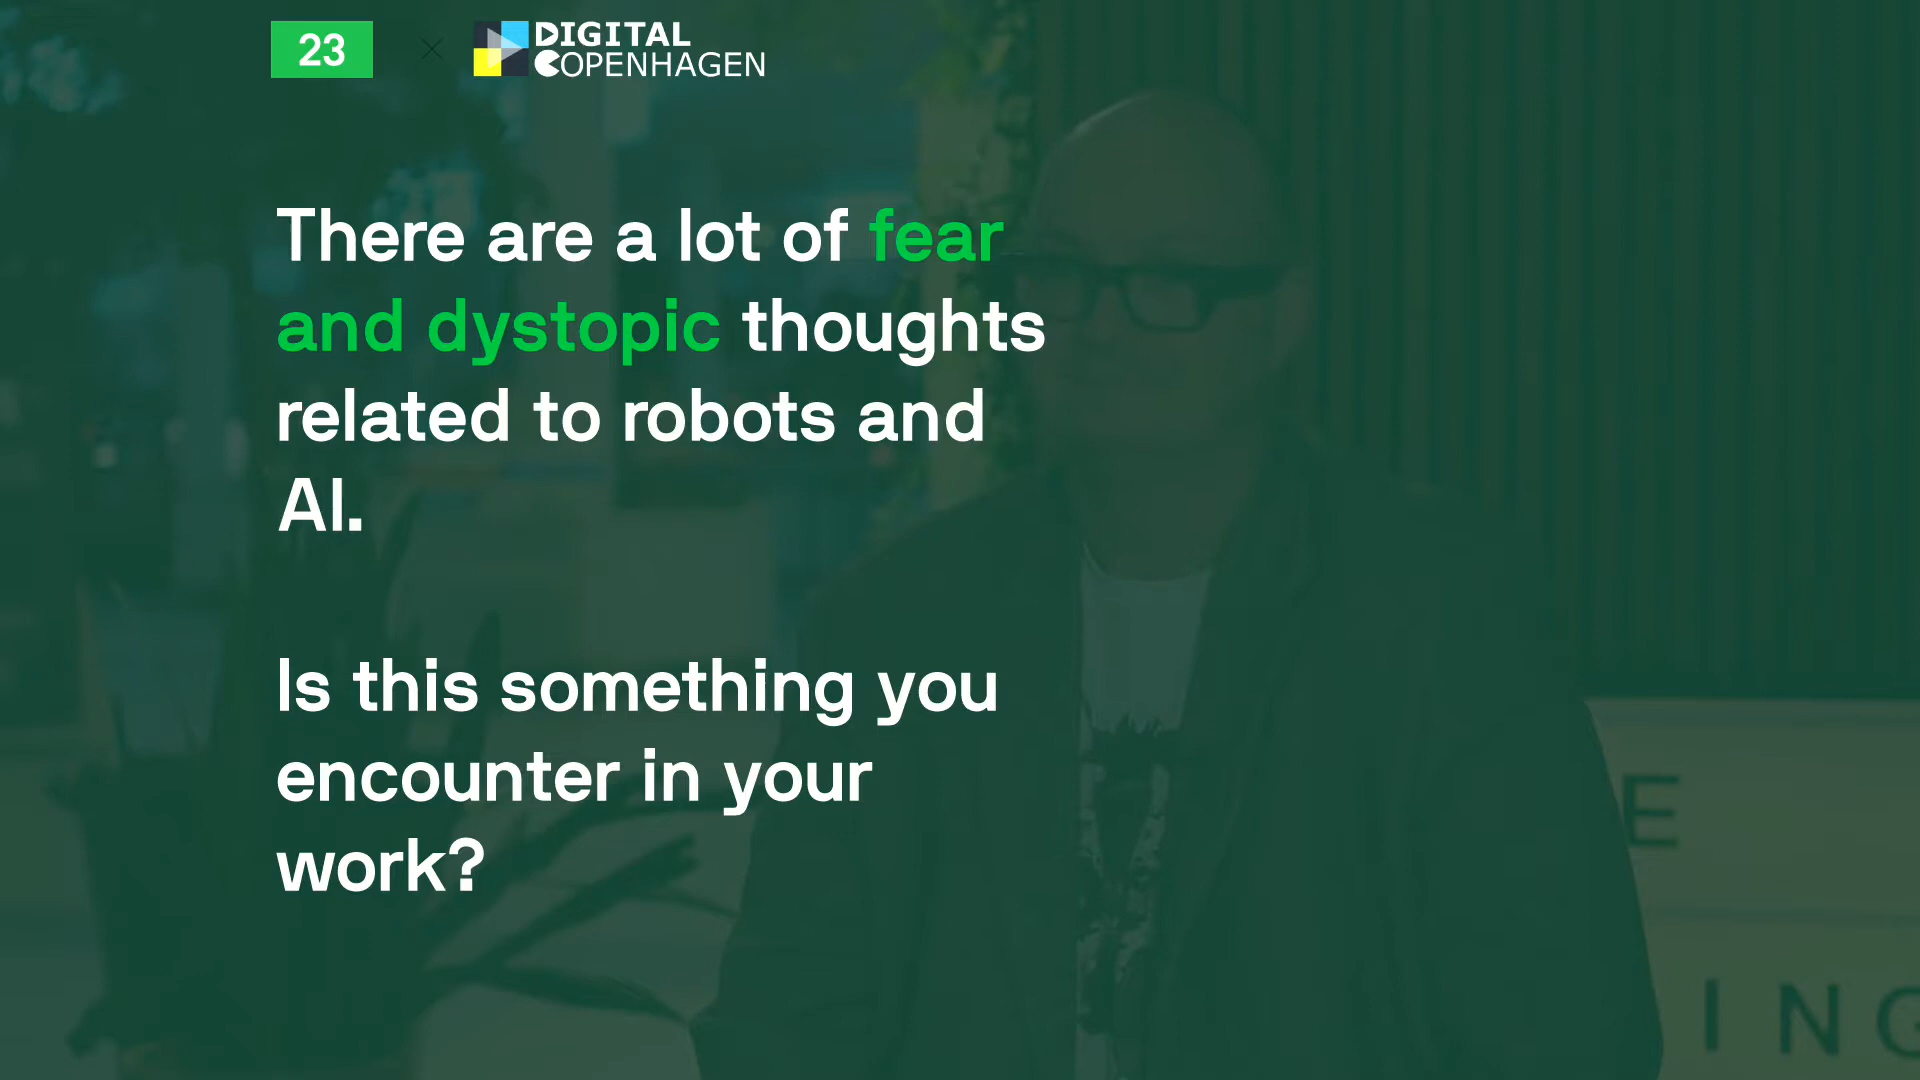 23 × DIGITAL
COPENHAGEN
There are a lot of fear
and dystopic thoughts
related to robots and
AI.
Is this something you
encounter in your
work?
E
ING